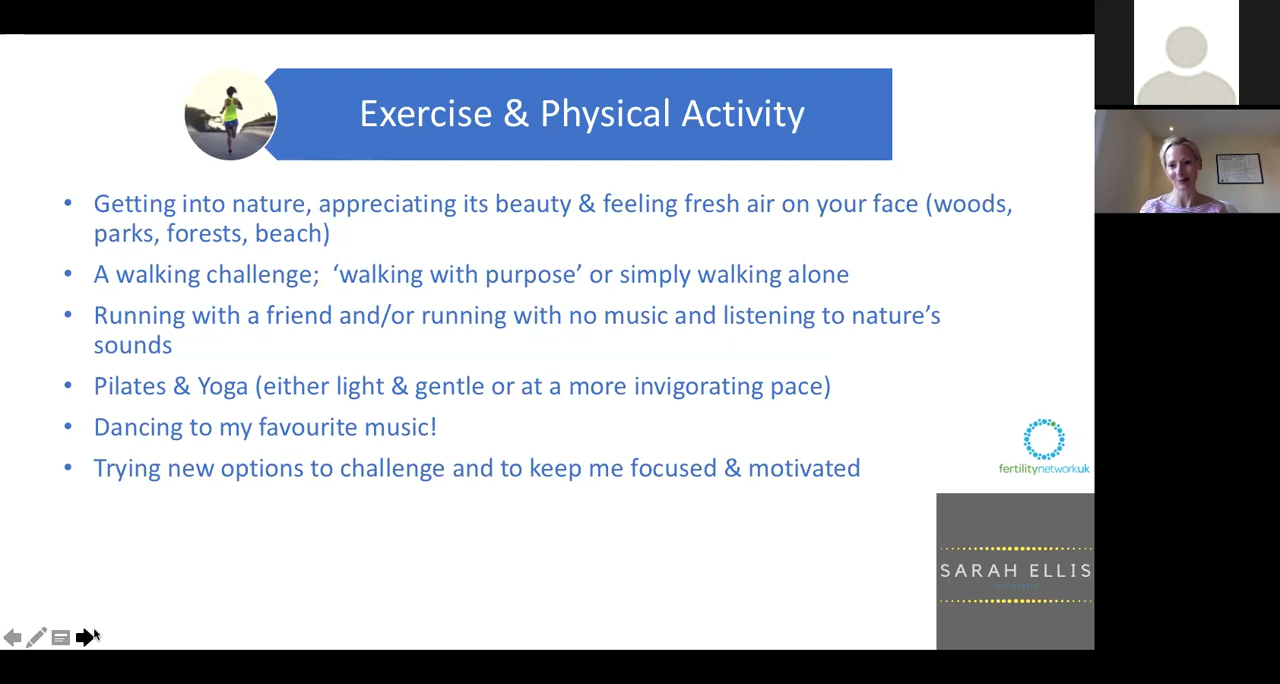 Exercise & Physical Activity
• Getting into nature, appreciating its beauty & feeling fresh air on your face (woods,
parks, forests, beach)
• A walking challenge;  ‘walking with purpose’ or simply walking alone
• Running with a friend and/or running with no music and listening to nature’s
sounds
• Pilates & Yoga (either light & gentle or at a more invigorating pace)
• Dancing to my favourite music!
• Trying new options to challenge and to keep me focused & motivated
fertilitynetworkuk
SARAH ELLIS